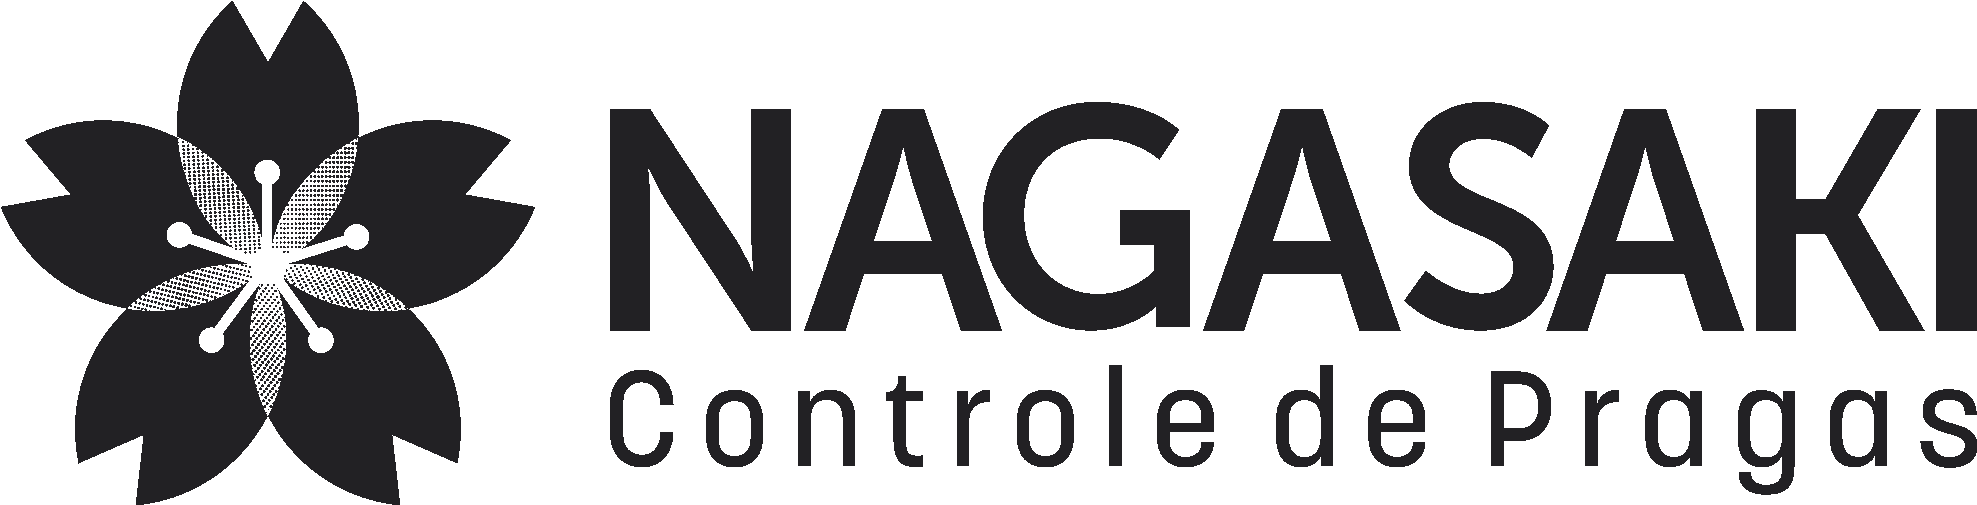 NAGASAKI
Controle de Pragas